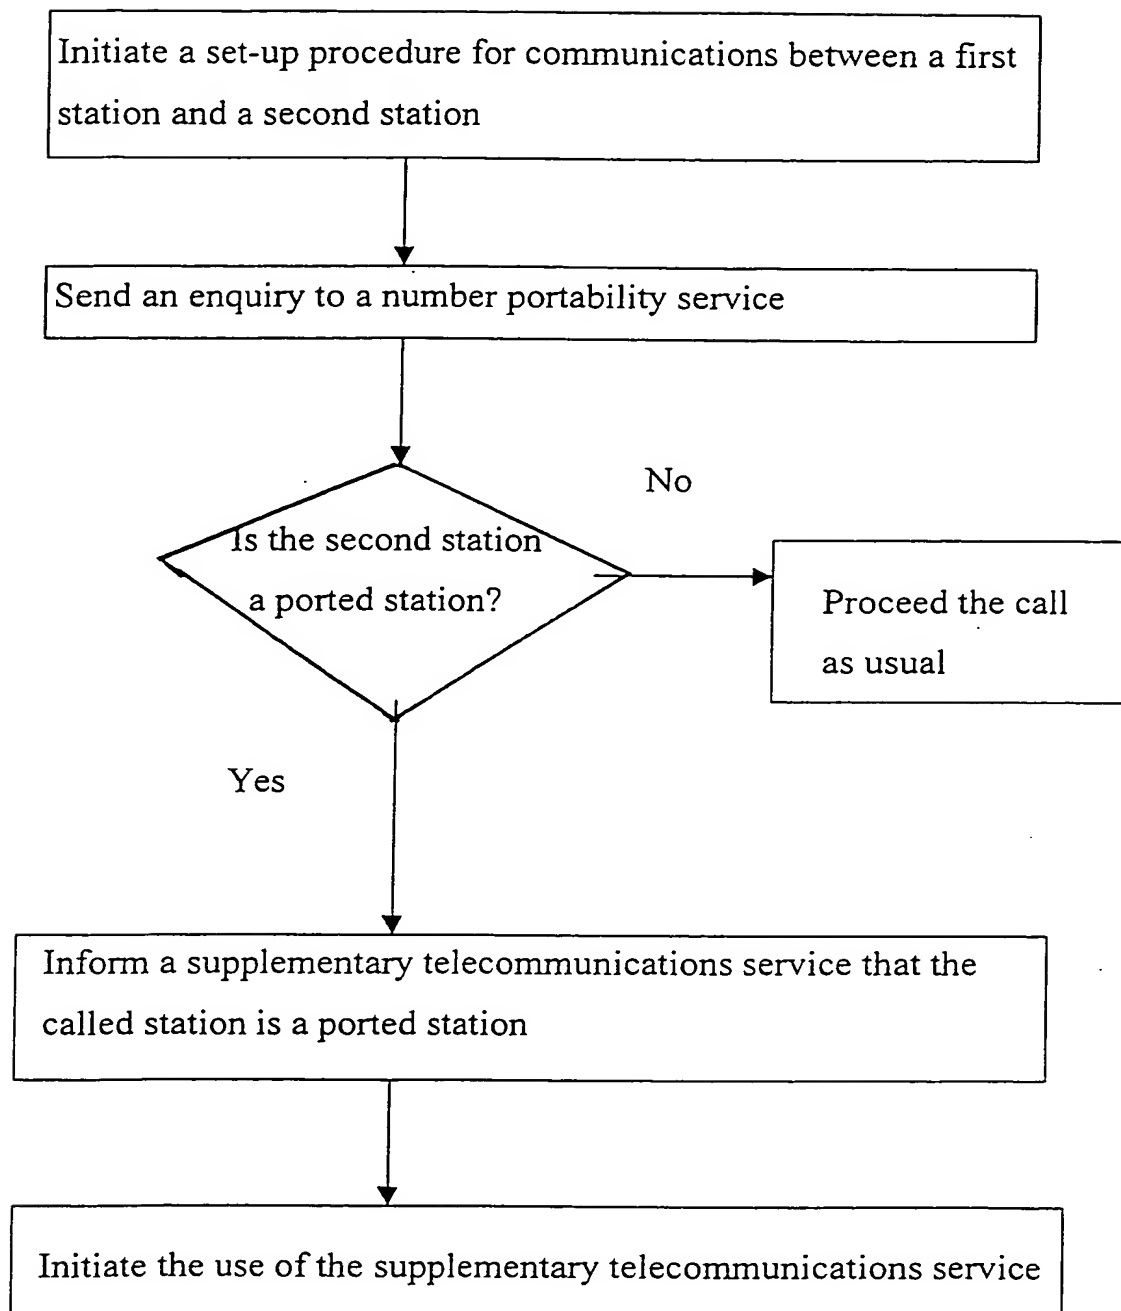 Initiate a set-up procedure for communications between a first
station and a second station
Send an enquiry to a number portability service
No
Is the second station
a ported station?
Proceed the call
as usual
Yes
Inform a supplementary telecommunications service that the
called station is a ported station
Initiate the use of the supplementary telecommunications service